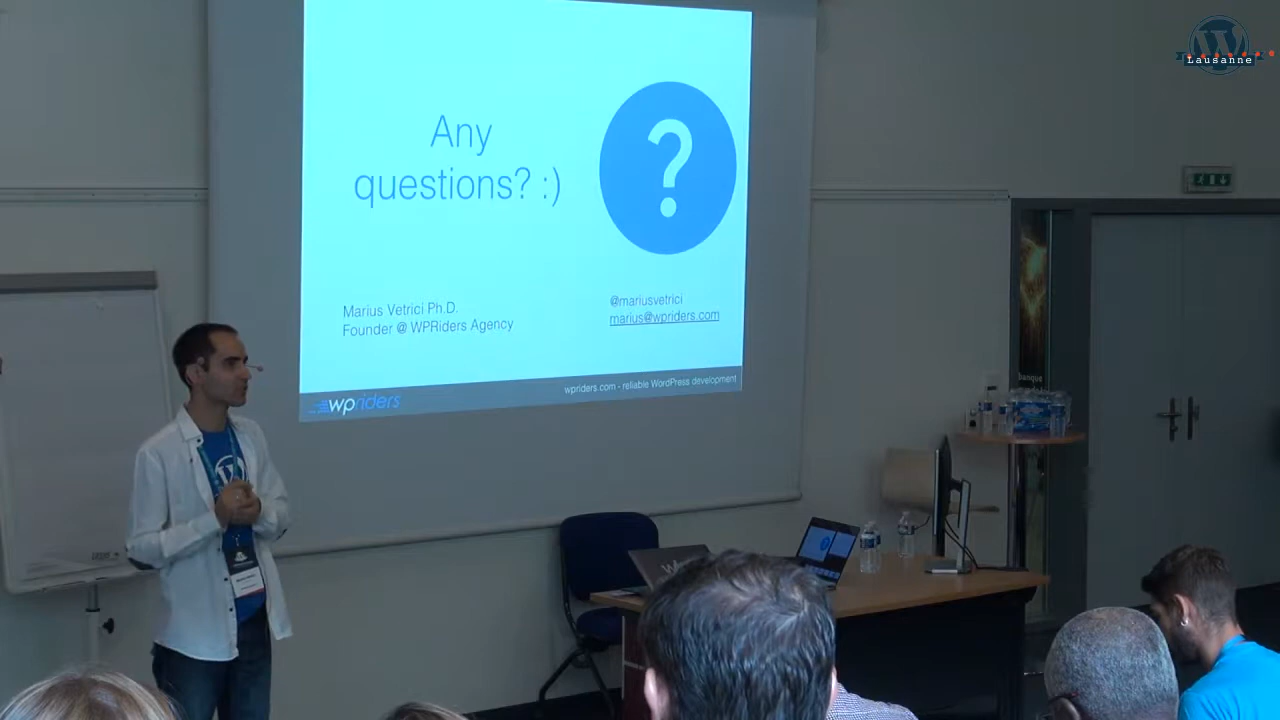 Lausanne
Any
questions? :)
Marius Vetrici Ph.D.
Founder @ WPRiders Agency
@mariusvetrici
marius@wpriders.com
wpriders
wpriders.com - reliable WordPress development
banque